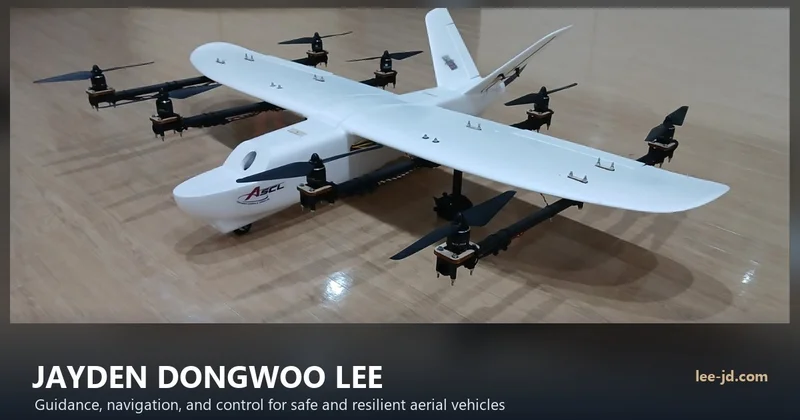 ASCL
JAYDEN DONGWOO LEE
lee-jd.com
Guidance, navigation, and control for safe and resilient aerial vehicles